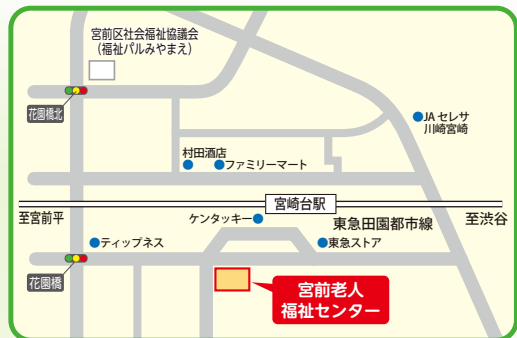 宮前区社会福祉協議会
（福祉パルみやまえ）
花園橋北
JA セレサ
川崎宮崎
村田酒店
ファミリーマート
宮崎台駅
至宮前平
ケンタッキー
東急田園都市線
至渋谷
ティップネス
東急ストア
花園橋
宮前老人
福祉センター